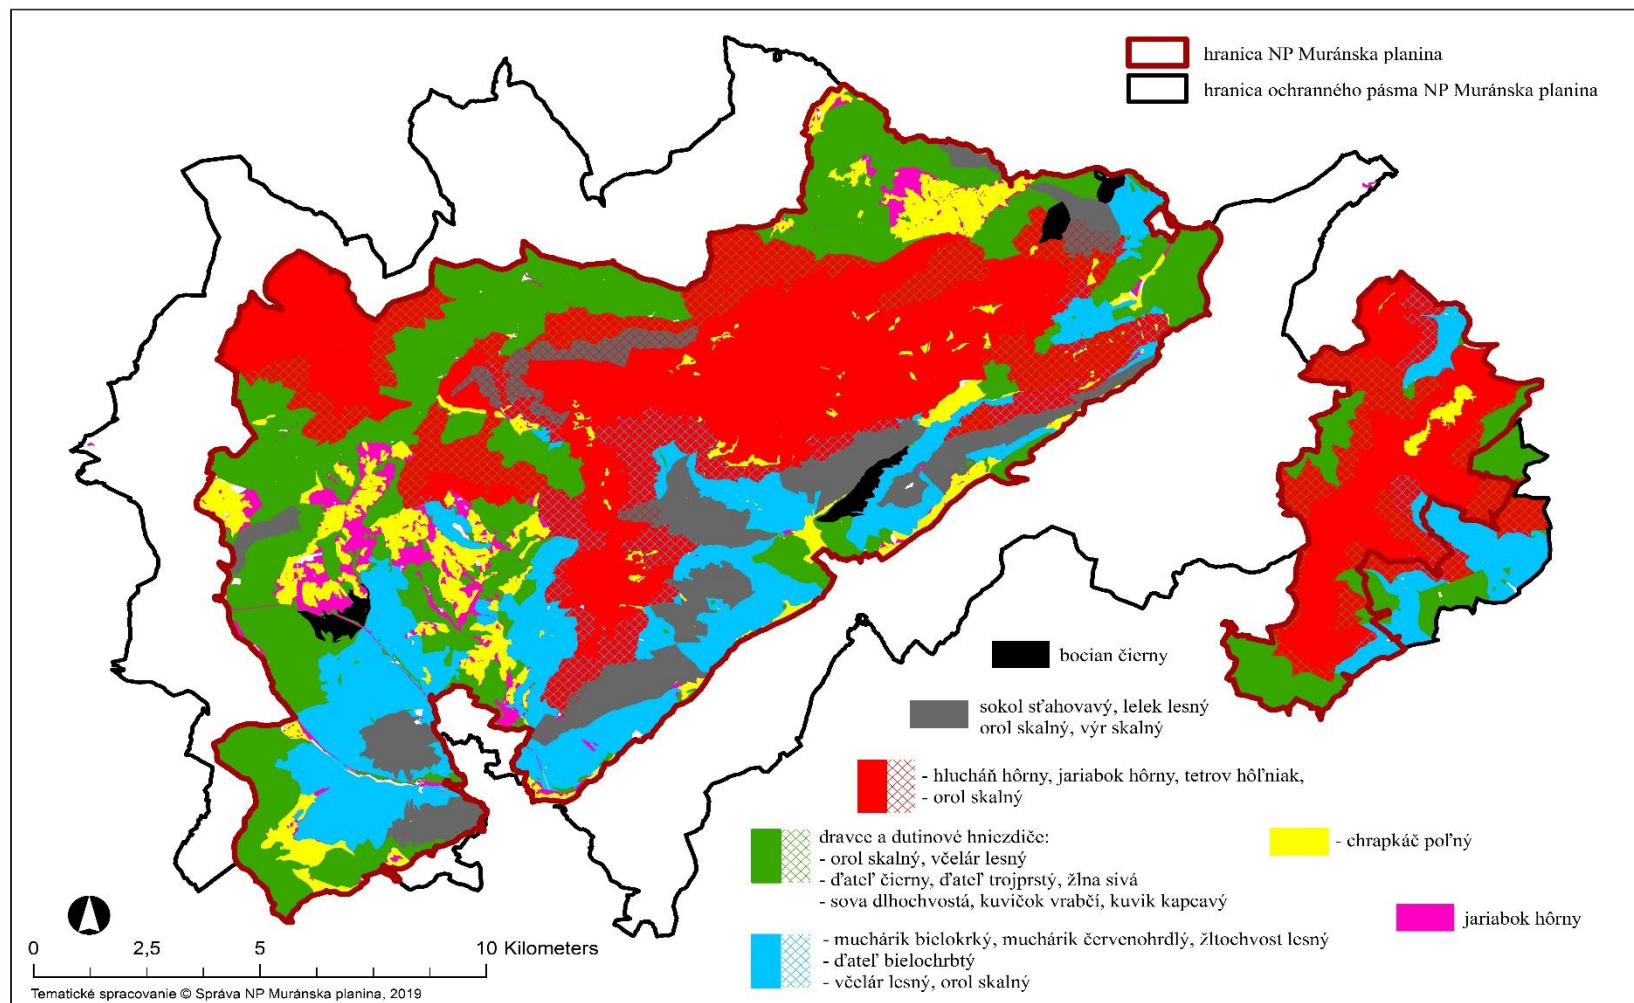 hranica NP Muránska planina
hranica ochranného pásma NP Muránska planina
bocian čierny
sokol sťahovavý, lelek lesný
orol skalný, výr skalný
- hlucháň hôrny, jariabok hôrny, tetrov hôľniak,
- orol skalný
dravce a dutinové hniezdiče:
- orol skalný, včelár lesný
- ďateľ čierny, ďateľ trojprstý, žlna sivá
- sova dlhochvostá, kuvičok vrabčí, kuvik kapcavý
- chrapkáč poľný
jariabok hôrny
- muchárik bielokrký, muchárik červenohrdlý, žltochvost lesný
- ďateľ bielochrbtý
- včelár lesný, orol skalný
0 2,5 5 10 Kilometers
Tematické spracovanie © Správa NP Muránska planina, 2019